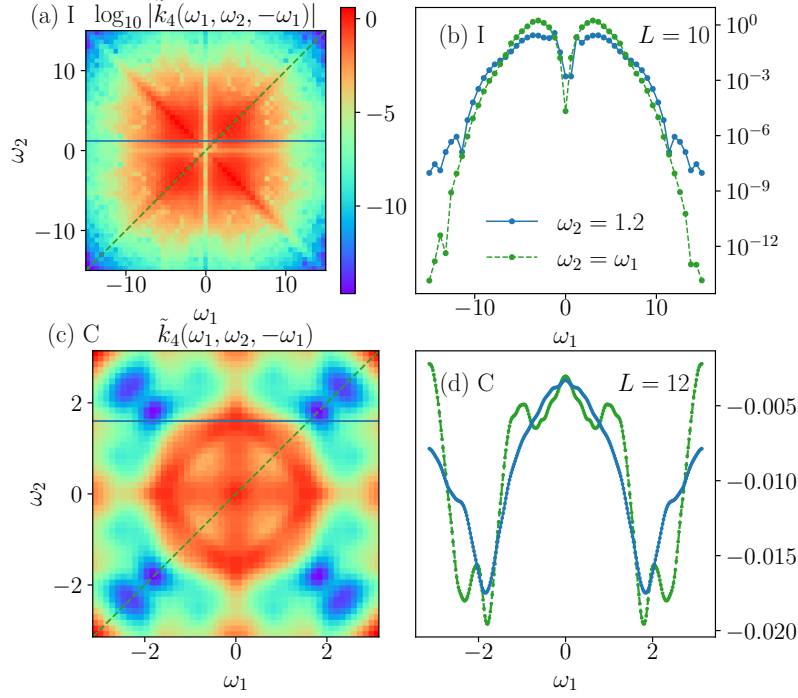 (a) I log₁₀ |k̃₄(ω₁, ω₂, −ω₁)|
10
0
−10
ω₂
−10 0 10
ω₁
0
−5
−10
(b) I L = 10
10⁰
10⁻³
10⁻⁶
10⁻⁹
10⁻¹²
ω₂ = 1.2
ω₂ = ω₁
−10 0 10
ω₁
(c) C k̃₄(ω₁, ω₂, −ω₁)
2
0
−2
ω₂
−2 0 2
ω₁
(d) C L = 12
−0.005
−0.010
−0.015
−0.020
−2 0 2
ω₁